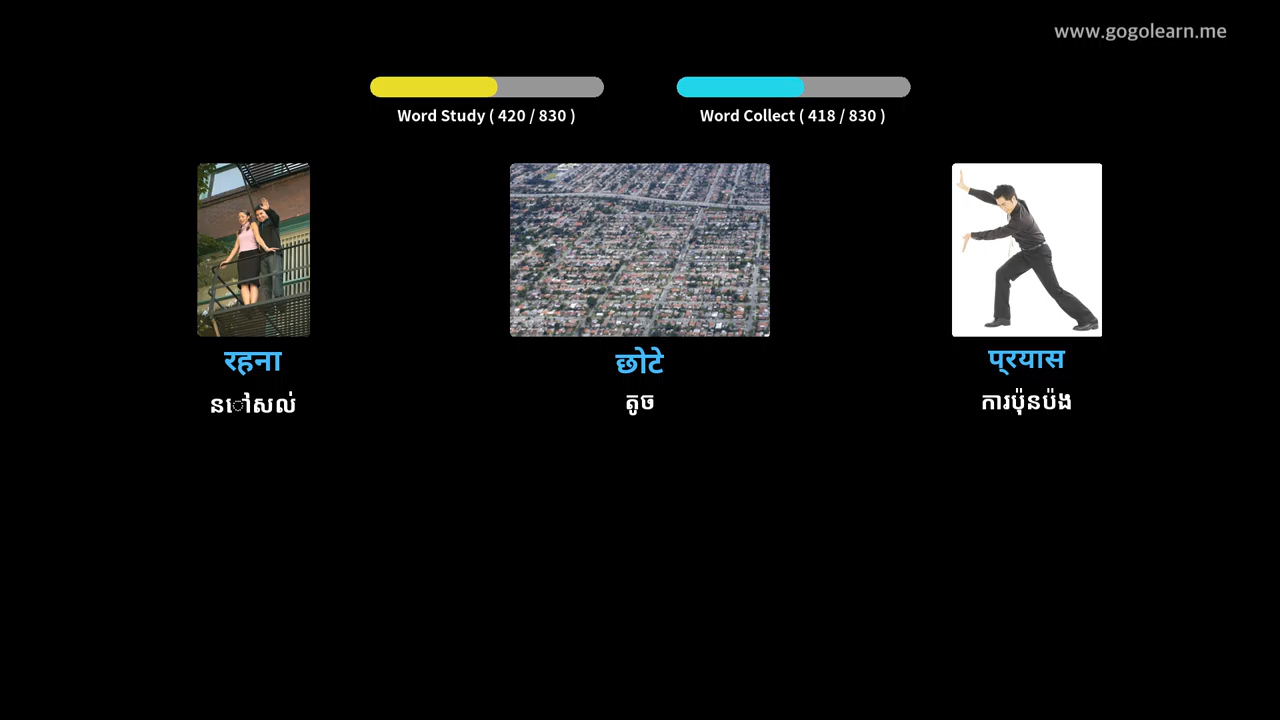 www.gogolearn.me
Word Study ( 420 / 830 )
Word Collect ( 418 / 830 )
रहना
छोटे
प्रयास
នៅសល់
តូច
ការប៉ុនប៉ង